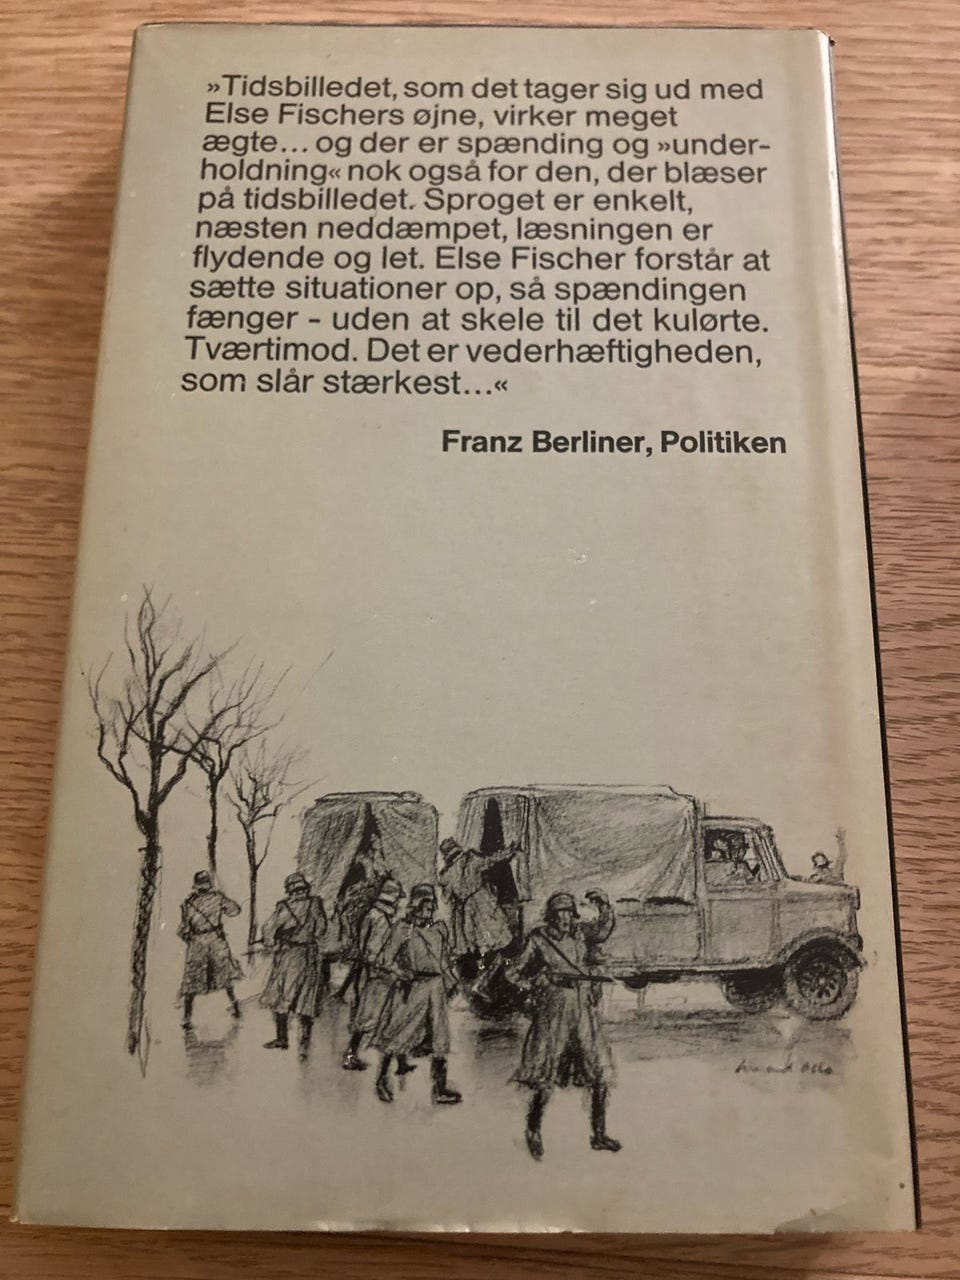 »Tidsbilledet, som det tager sig ud med
Else Fischers øjne, virker meget
ægte... og der er spænding og »under-
holdning« nok også for den, der blæser
på tidsbilledet. Sproget er enkelt,
næsten neddæmpet, læsningen er
flydende og let. Else Fischer forstår at
sætte situationer op, så spændingen
fænger - uden at skele til det kulørte.
Tværtimod. Det er vederhæftigheden,
som slår stærkest...«
Franz Berliner, Politiken